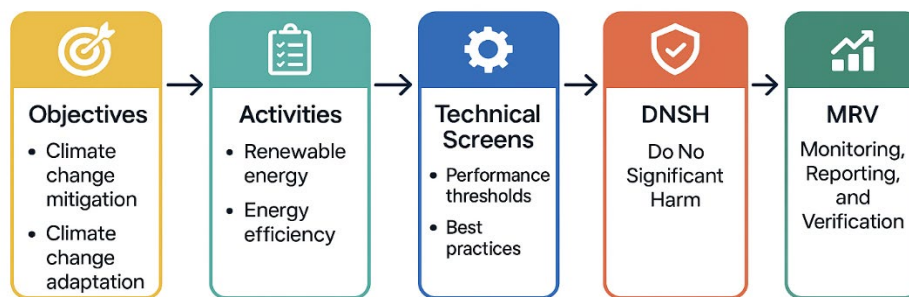 Objectives
• Climate
change
mitigation
• Climate
change
adaptation
Activities
• Renewable
energy
• Energy
efficiency
Technical
Screens
• Performance
thresholds
• Best
practices
DNSH
Do No
Significant
Harm
MRV
Monitoring,
Reporting,
and
Verification